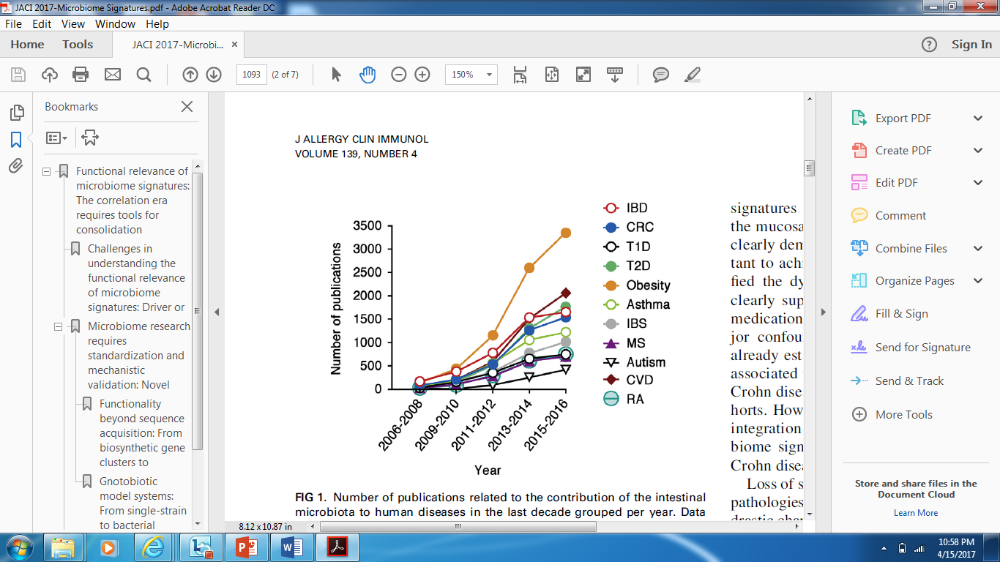 JACI 2017-Microbiome Signatures.pdf - Adobe Acrobat Reader DC
File Edit View Window Help
Home Tools JACI 2017-Microbi... × Sign In
1093 (2 of 7) 150%
Bookmarks
Functional relevance of
microbiome signatures:
The correlation era
requires tools for
consolidation
Challenges in
understanding the
functional relevance
of microbiome
signatures: Driver or
Microbiome research
requires
standardization and
mechanistic
validation: Novel
Functionality
beyond sequence
acquisition: From
biosynthetic gene
clusters to
Gnotobiotic
model systems:
From single-strain
to bacterial
J ALLERGY CLIN IMMUNOL
VOLUME 139, NUMBER 4
Number of publications
3500
3000
2500
2000
1500
1000
500
0
2006-2008
2009-2010
2011-2012
2013-2014
2015-2016
Year
IBD
CRC
T1D
T2D
Obesity
Asthma
IBS
MS
Autism
CVD
RA
FIG 1. Number of publications related to the contribution of the intestinal
microbiota to human diseases in the last decade grouped per year. Data
signatures
the mucosa
clearly dem
tant to achi
fied the dy
clearly sup
medication
jor confou
already est
associated
Crohn dise
horts. How
integration
biome sign
Crohn disea
Loss of s
pathologies
drastic char
8.12 x 10.87 in
Export PDF
Create PDF
Edit PDF
Comment
Combine Files
Organize Pages
Fill & Sign
Send for Signature
Send & Track
More Tools
Store and share files in the
Document Cloud
Learn More
10:58 PM
4/15/2017